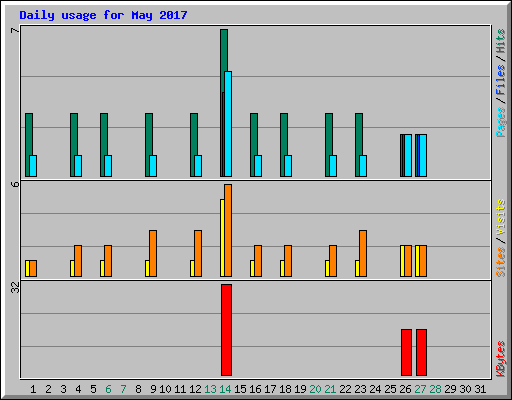 Daily usage for May 2017
7
6
32
Pages / Files / Hits
Sites / Visits
KBytes
1 2 3 4 5 6 7 8 9 10 11 12 13 14 15 16 17 18 19 20 21 22 23 24 25 26 27 28 29 30 31